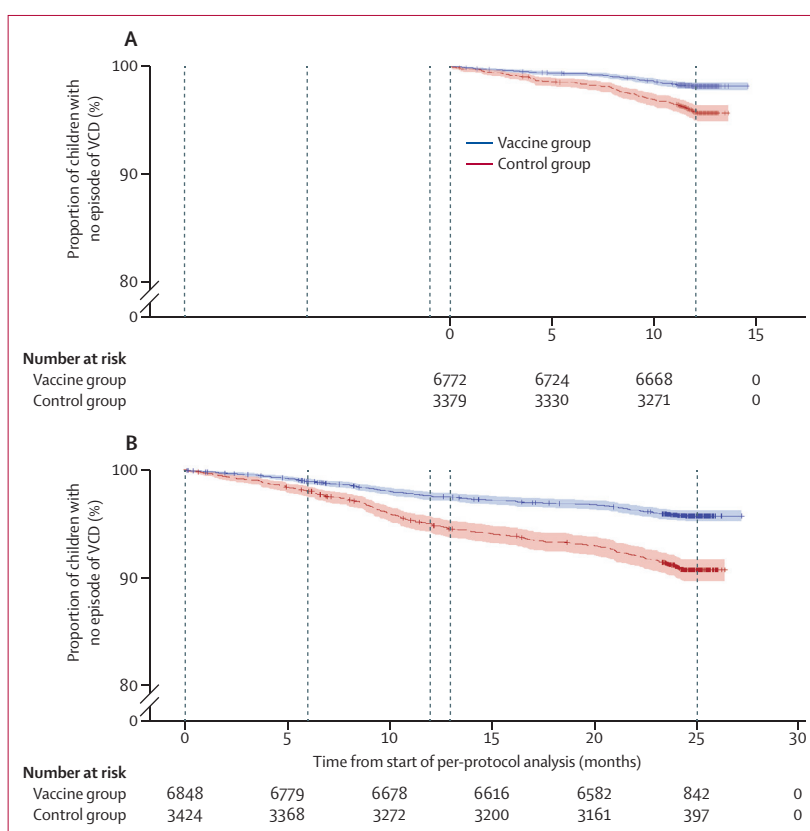 A
Proportion of children with
no episode of VCD (%)
100
90
80
0
Vaccine group
Control group
0 5 10 15
Number at risk
Vaccine group 6772 6724 6668 0
Control group 3379 3330 3271 0
B
Proportion of children with
no episode of VCD (%)
100
90
80
0
0 5 10 15 20 25 30
Time from start of per-protocol analysis (months)
Number at risk
Vaccine group 6848 6779 6678 6616 6582 842 0
Control group 3424 3368 3272 3200 3161 397 0